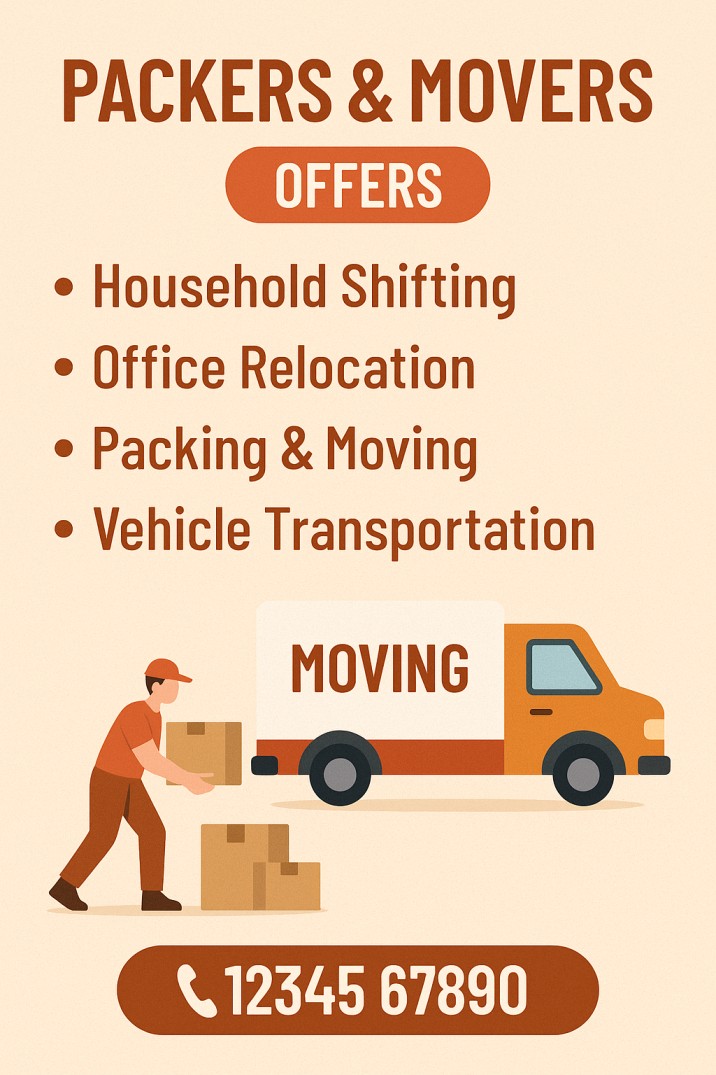 PACKERS & MOVERS
OFFERS
• Household Shifting
• Office Relocation
• Packing & Moving
• Vehicle Transportation
MOVING
12345 67890